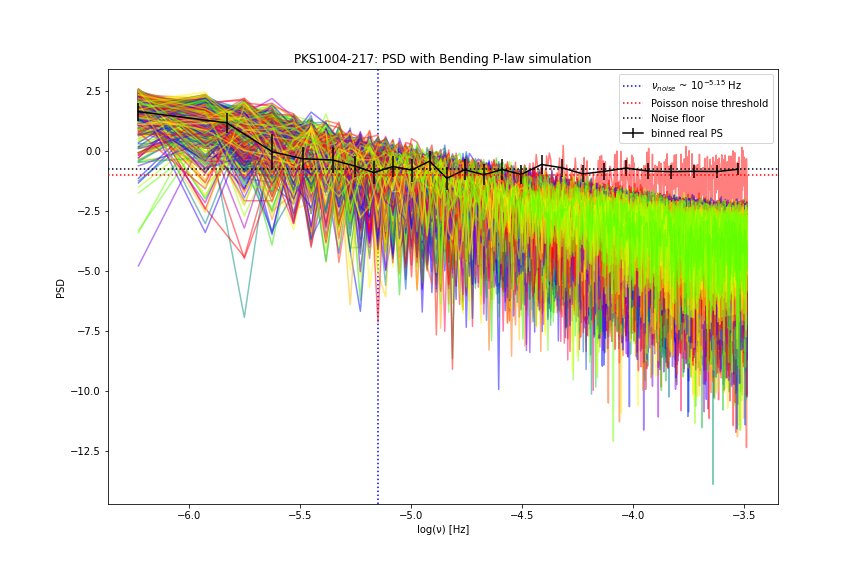 PKS1004-217: PSD with Bending P-law simulation
ν_noise ~ 10^−5.15 Hz
Poisson noise threshold
Noise floor
binned real PS
2.5
0.0
−2.5
−5.0
−7.5
−10.0
−12.5
PSD
−6.0 −5.5 −5.0 −4.5 −4.0 −3.5
log(ν) [Hz]